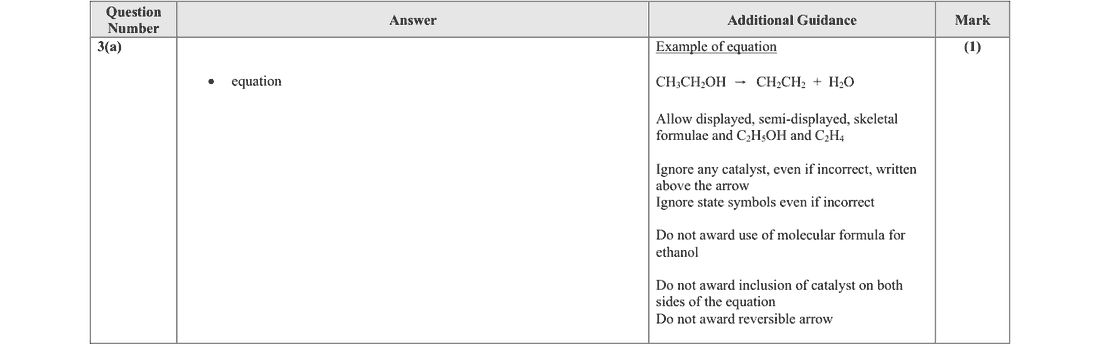 Question Number Answer Additional Guidance Mark
3(a) Example of equation (1)
• equation CH₃CH₂OH → CH₂CH₂ + H₂O
Allow displayed, semi-displayed, skeletal
formulae and C₂H₅OH and C₂H₄
Ignore any catalyst, even if incorrect, written
above the arrow
Ignore state symbols even if incorrect
Do not award use of molecular formula for
ethanol
Do not award inclusion of catalyst on both
sides of the equation
Do not award reversible arrow